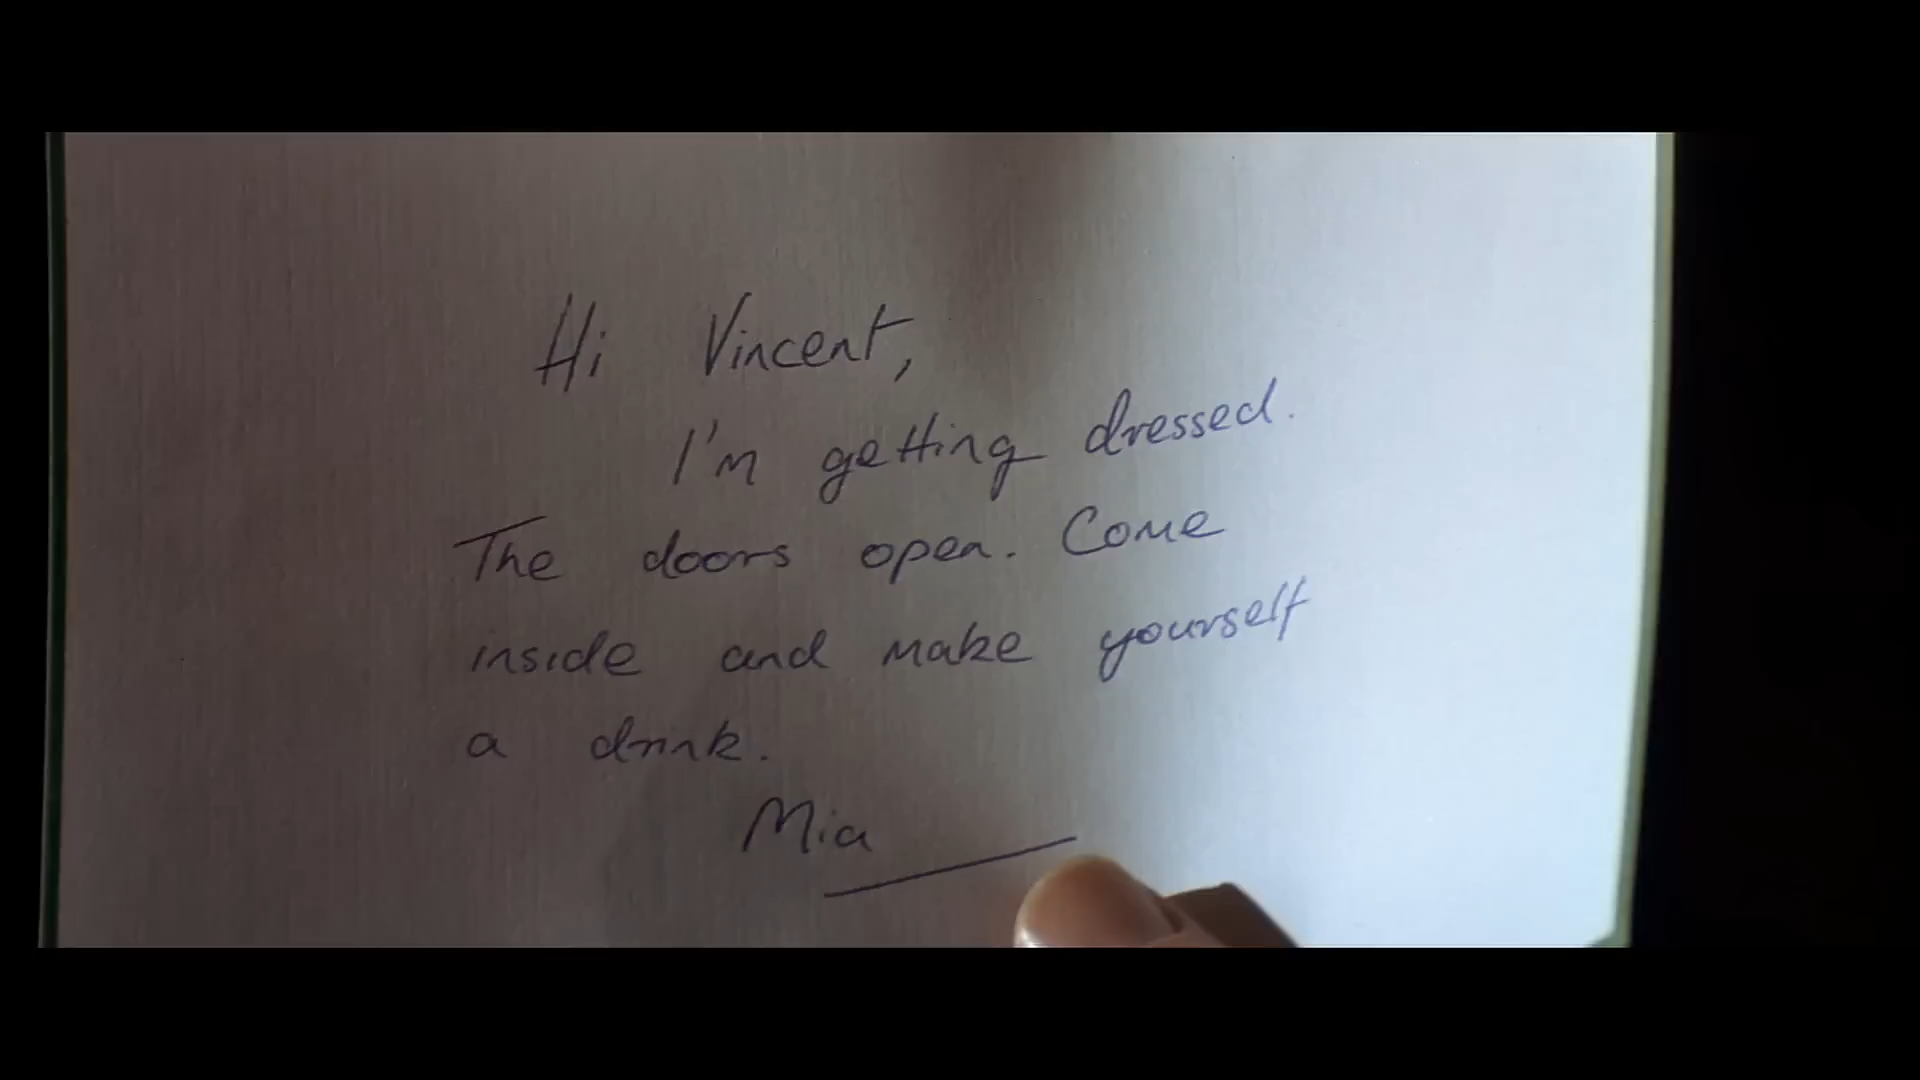 Hi Vincent,
I'm getting dressed.
The doors open. Come
inside and make yourself
a drink.
Mia